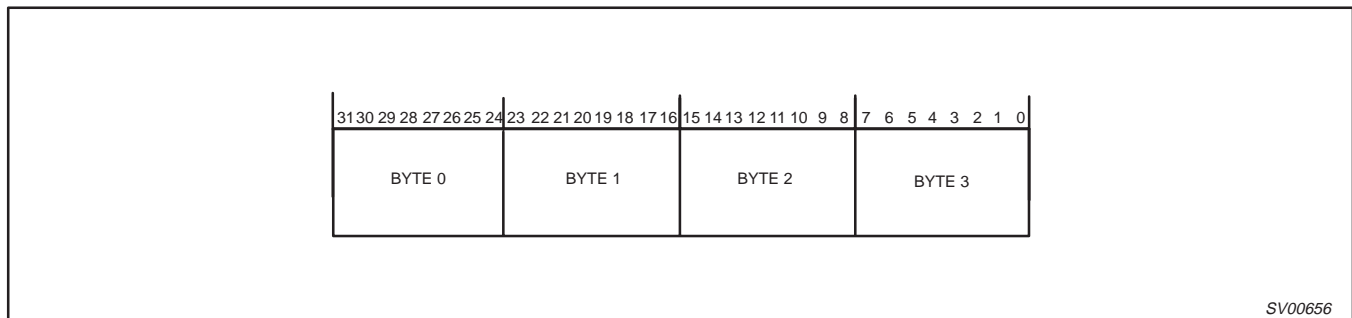 31 30 29 28 27 26 25 24 23 22 21 20 19 18 17 16 15 14 13 12 11 10 9 8 7 6 5 4 3 2 1 0
BYTE 0 BYTE 1 BYTE 2 BYTE 3
SV00656